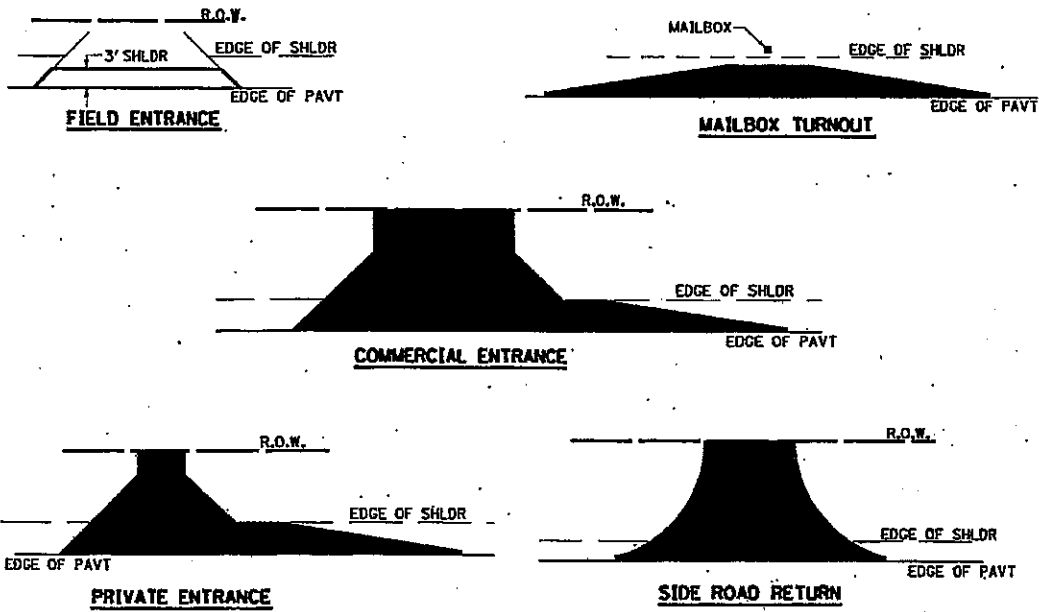 R.O.W.
EDGE OF SHLDR
3' SHLDR
EDGE OF PAVT
FIELD ENTRANCE
MAILBOX
EDGE OF SHLDR
EDGE OF PAVT
MAILBOX TURNOUT
R.O.W.
EDGE OF SHLDR
EDGE OF PAVT
COMMERCIAL ENTRANCE
R.O.W.
EDGE OF SHLDR
EDGE OF PAVT
PRIVATE ENTRANCE
R.O.W.
EDGE OF SHLDR
EDGE OF PAVT
SIDE ROAD RETURN